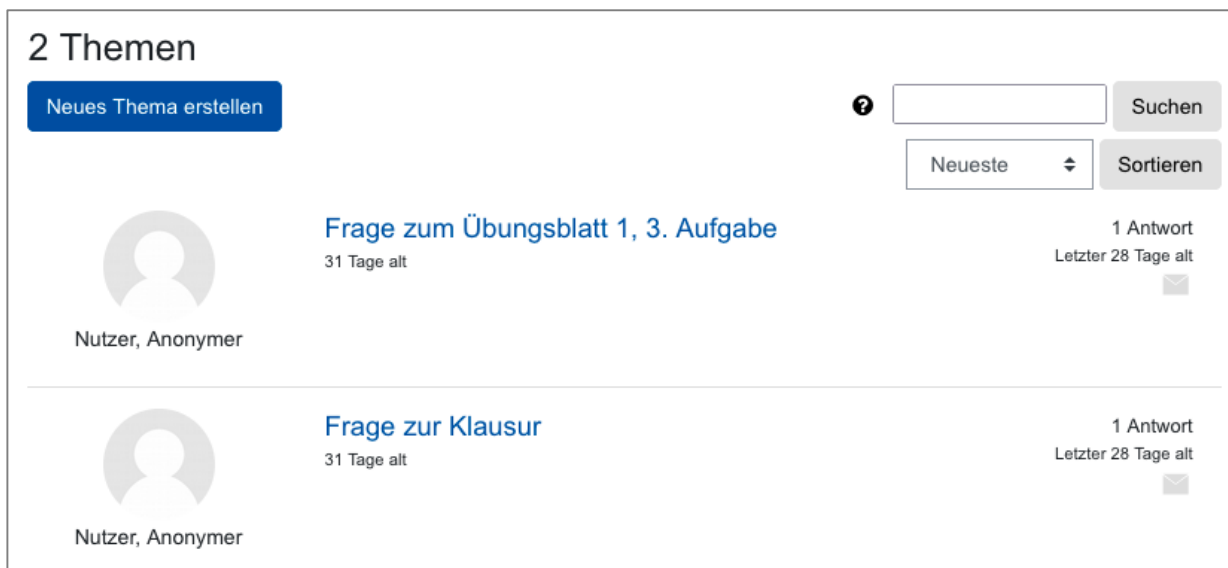 2 Themen
Neues Thema erstellen
Suchen
Neueste
Sortieren
Frage zum Übungsblatt 1, 3. Aufgabe
31 Tage alt
1 Antwort
Letzter 28 Tage alt
Nutzer, Anonymer
Frage zur Klausur
31 Tage alt
1 Antwort
Letzter 28 Tage alt
Nutzer, Anonymer